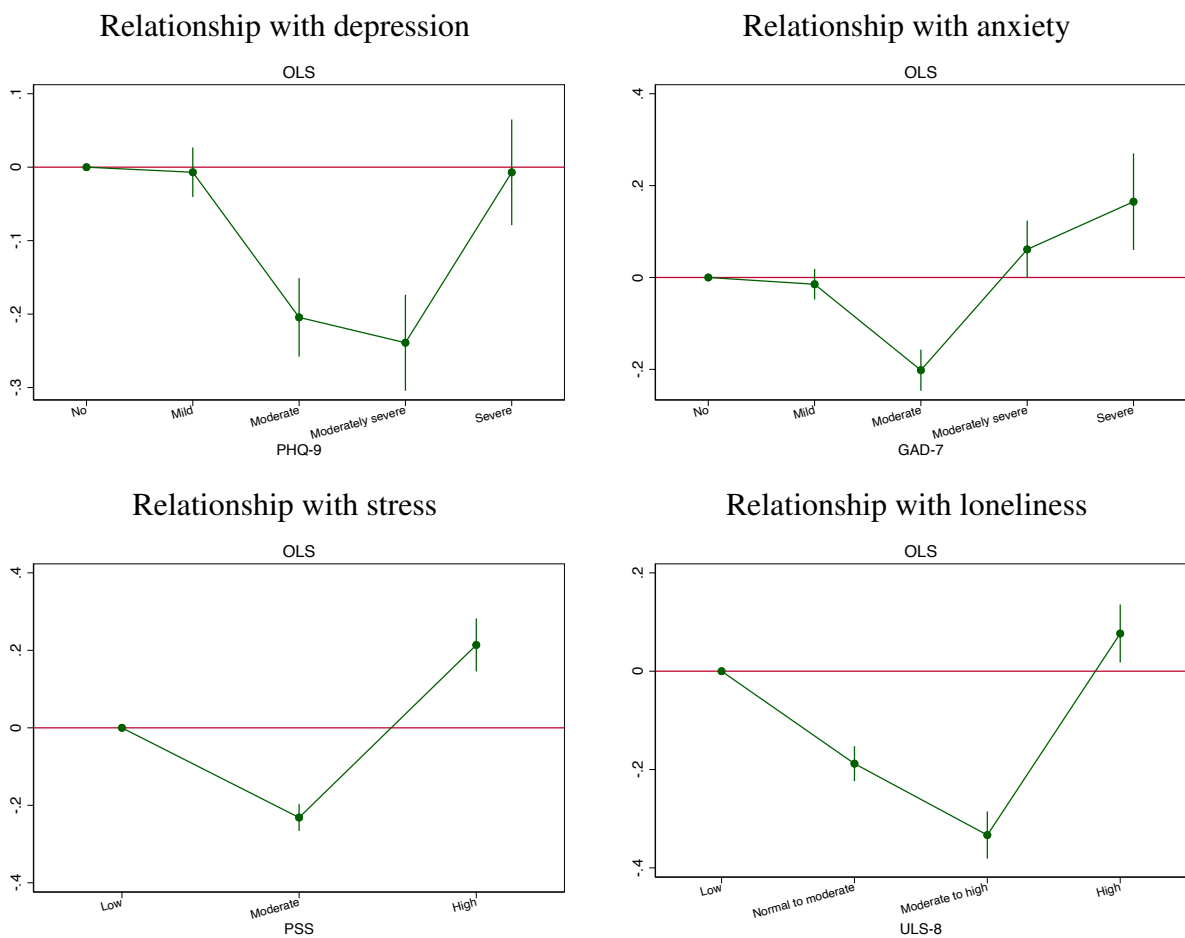 Relationship with depression
OLS
.1
0
-.1
-.2
-.3
No
Mild
Moderate
Moderately severe
Severe
PHQ-9
Relationship with anxiety
OLS
.4
.2
0
-.2
No
Mild
Moderate
Moderately severe
Severe
GAD-7
Relationship with stress
OLS
.4
.2
0
-.2
-.4
Low
Moderate
High
PSS
Relationship with loneliness
OLS
.2
0
-.2
-.4
Low
Normal to moderate
Moderate to high
High
ULS-8